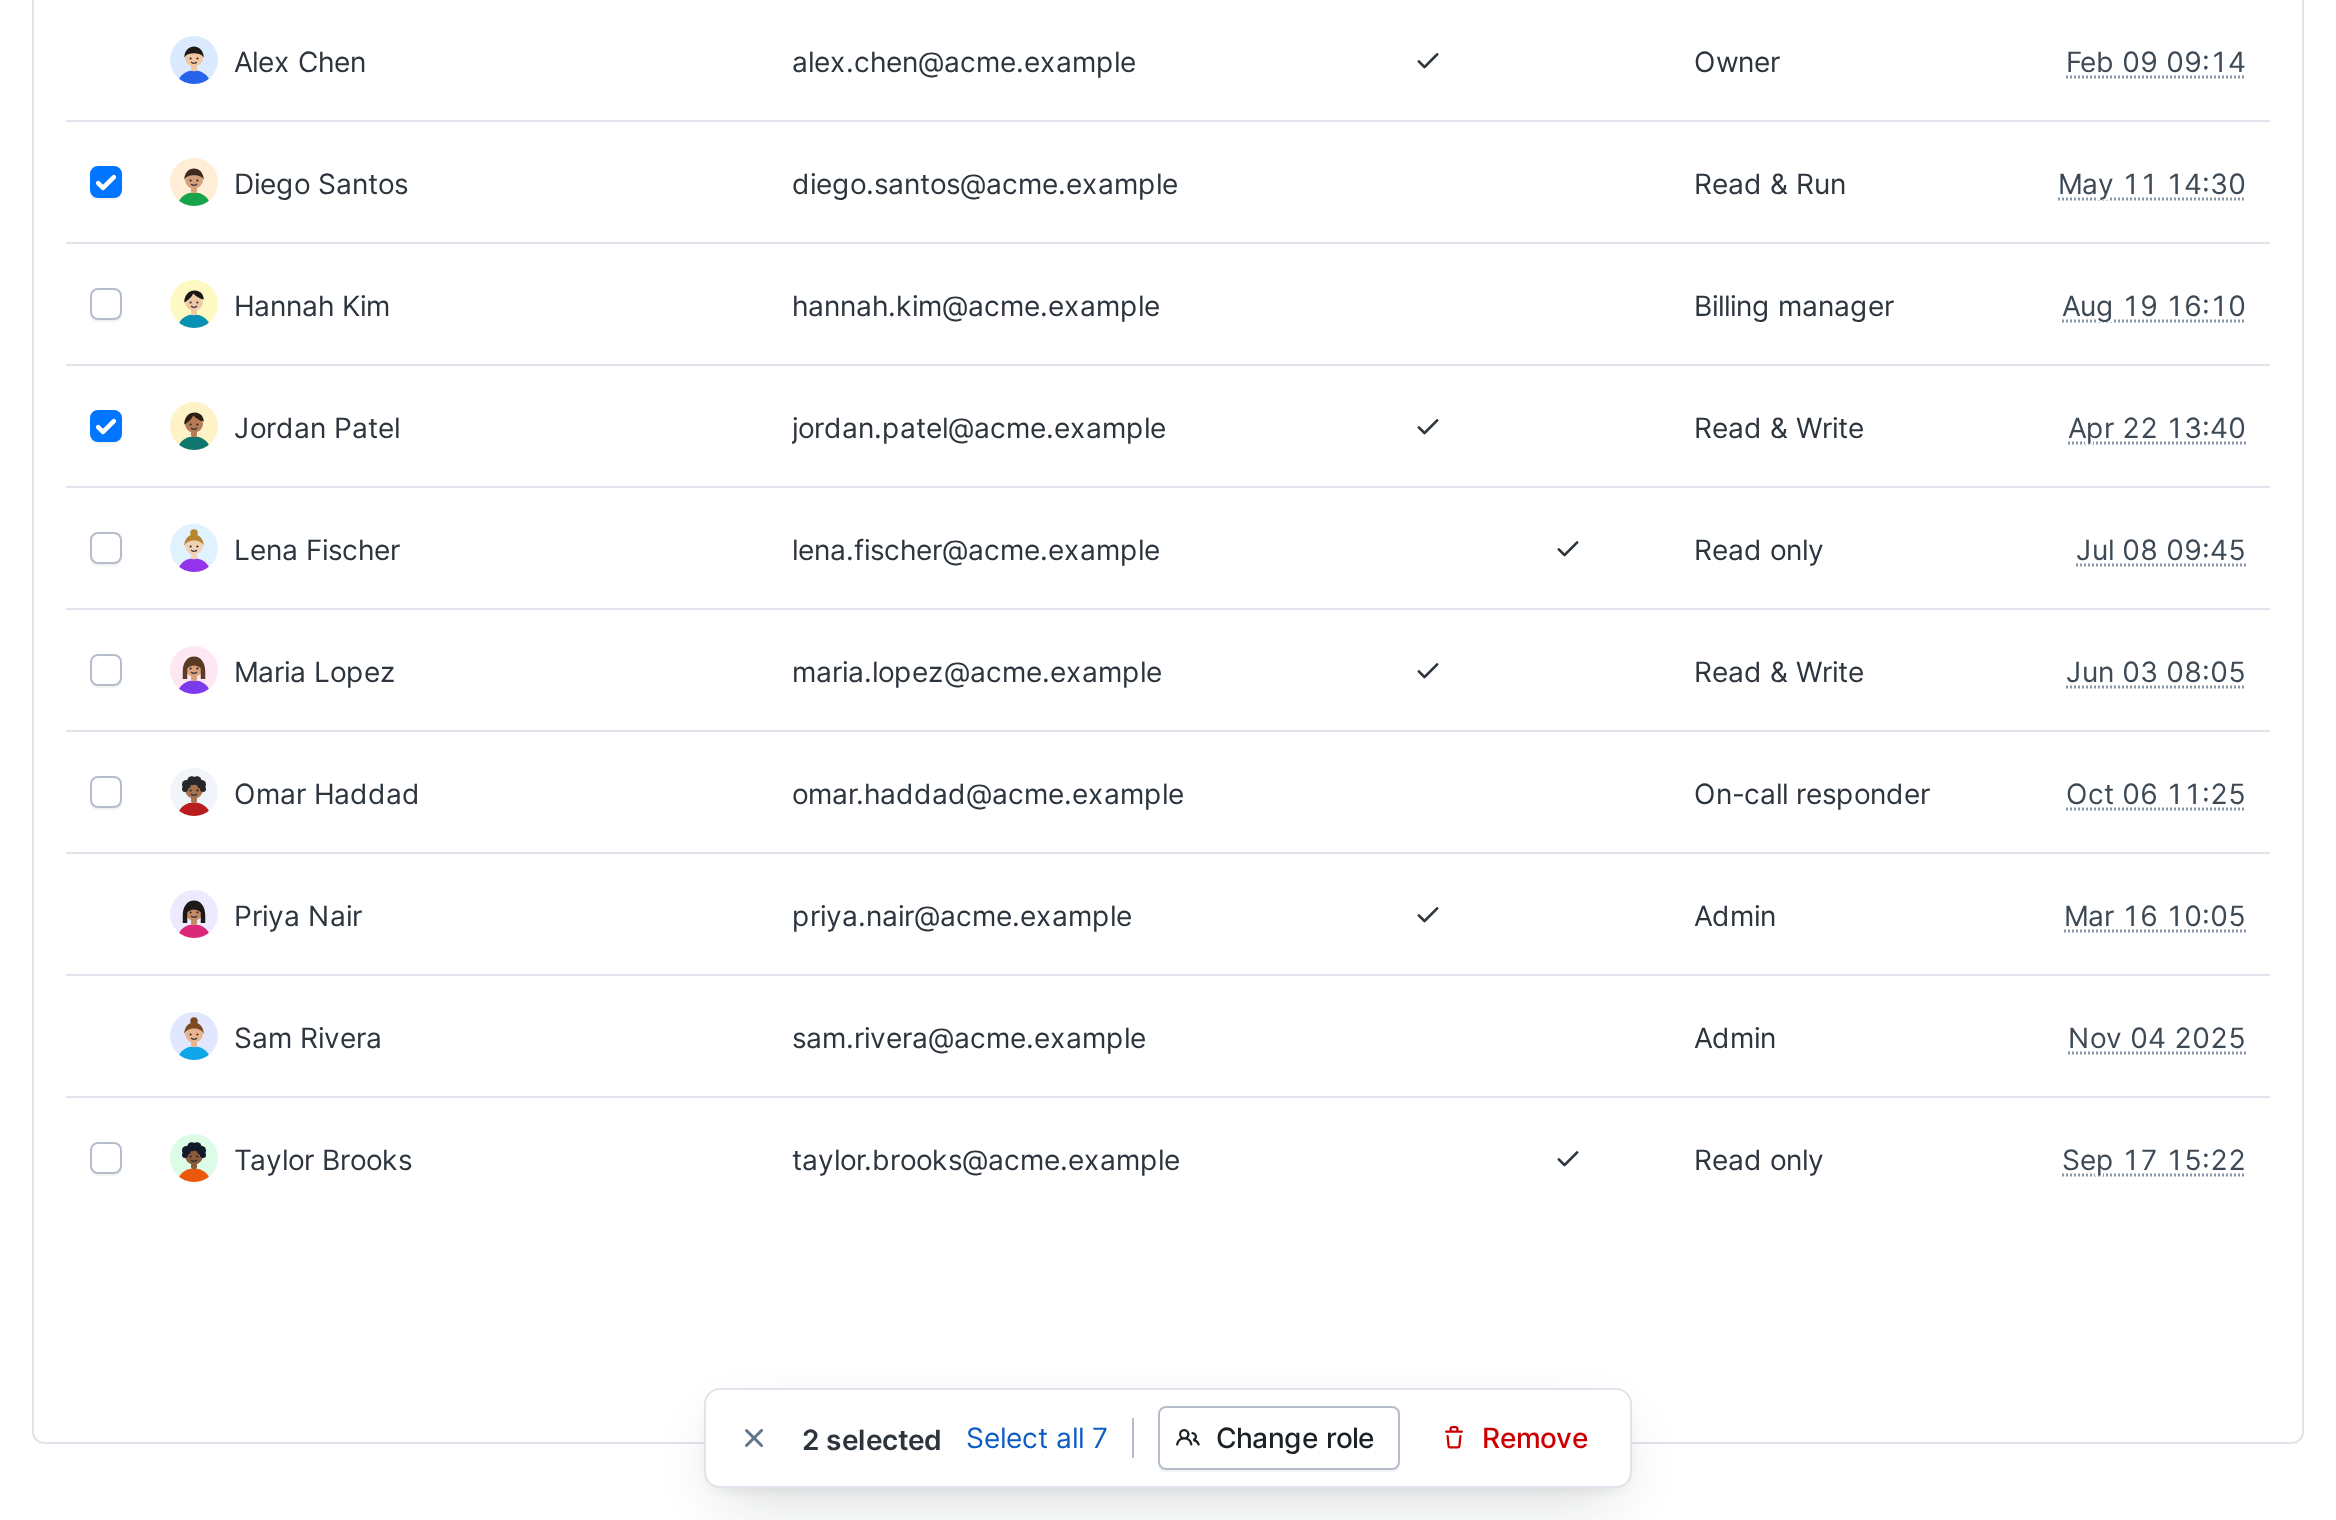 Alex Chen alex.chen@acme.example Owner Feb 09 09:14
Diego Santos diego.santos@acme.example Read & Run May 11 14:30
Hannah Kim hannah.kim@acme.example Billing manager Aug 19 16:10
Jordan Patel jordan.patel@acme.example Read & Write Apr 22 13:40
Lena Fischer lena.fischer@acme.example Read only Jul 08 09:45
Maria Lopez maria.lopez@acme.example Read & Write Jun 03 08:05
Omar Haddad omar.haddad@acme.example On-call responder Oct 06 11:25
Priya Nair priya.nair@acme.example Admin Mar 16 10:05
Sam Rivera sam.rivera@acme.example Admin Nov 04 2025
Taylor Brooks taylor.brooks@acme.example Read only Sep 17 15:22
2 selected Select all 7 Change role Remove